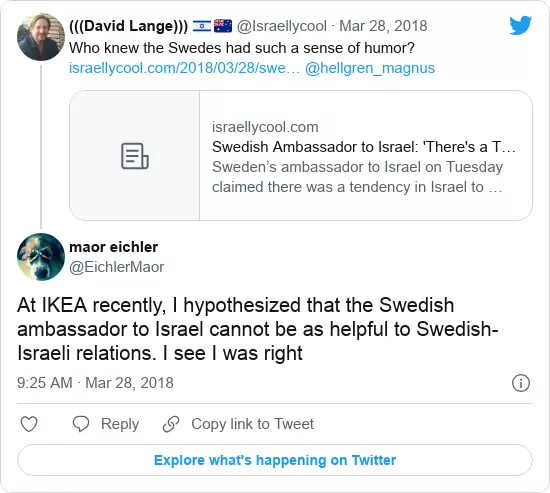 (((David Lange))) 🇮🇱 🇦🇺 @Israellycool · Mar 28, 2018
Who knew the Swedes had such a sense of humor?
israellycool.com/2018/03/28/swe… @hellgren_magnus
israellycool.com
Swedish Ambassador to Israel: 'There's a T…
Sweden’s ambassador to Israel on Tuesday
claimed there was a tendency in Israel to …
maor eichler
@EichlerMaor
At IKEA recently, I hypothesized that the Swedish
ambassador to Israel cannot be as helpful to Swedish-
Israeli relations. I see I was right
9:25 AM · Mar 28, 2018
Reply
Copy link to Tweet
Explore what's happening on Twitter